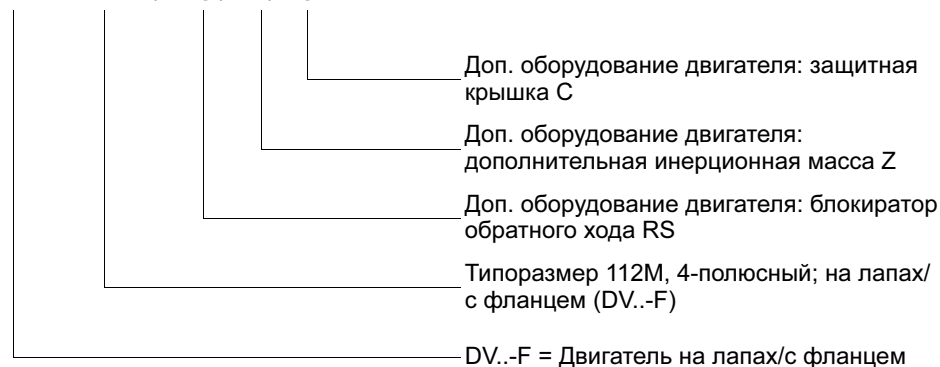 Доп. оборудование двигателя: защитная
крышка C
Доп. оборудование двигателя:
дополнительная инерционная масса Z
Доп. оборудование двигателя: блокиратор
обратного хода RS
Типоразмер 112M, 4-полюсный; на лапах/
с фланцем (DV..-F)
DV..-F = Двигатель на лапах/с фланцем